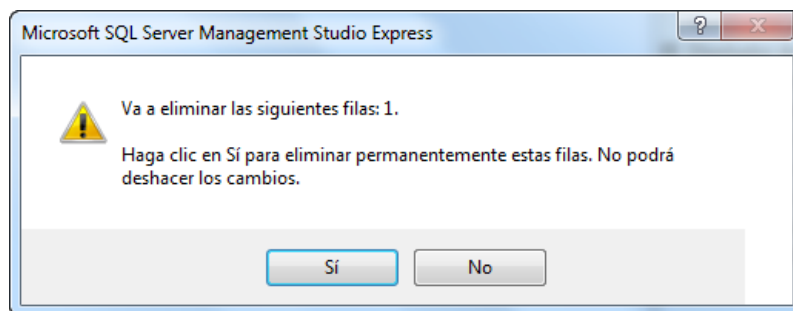 Microsoft SQL Server Management Studio Express
Va a eliminar las siguientes filas: 1.
Haga clic en Sí para eliminar permanentemente estas filas. No podrá
deshacer los cambios.
Sí
No